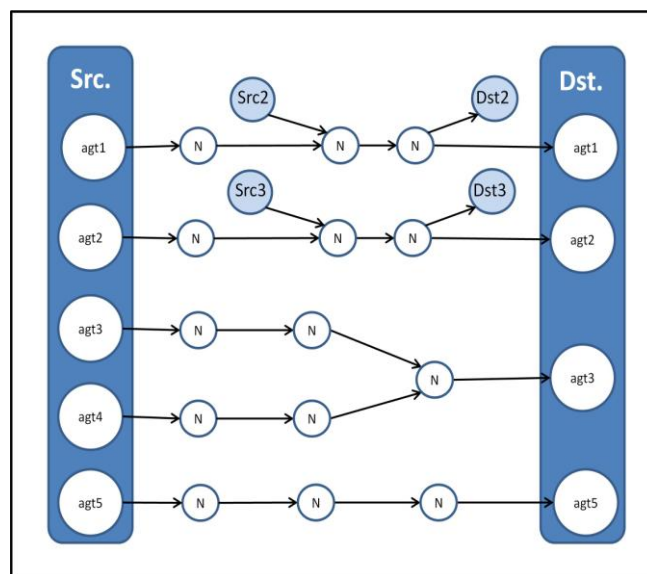 Src.
Dst.
Src2
Dst2
agt1
N
N
N
agt1
Src3
Dst3
agt2
N
N
N
agt2
agt3
N
N
N
agt3
agt4
N
N
agt5
N
N
N
agt5